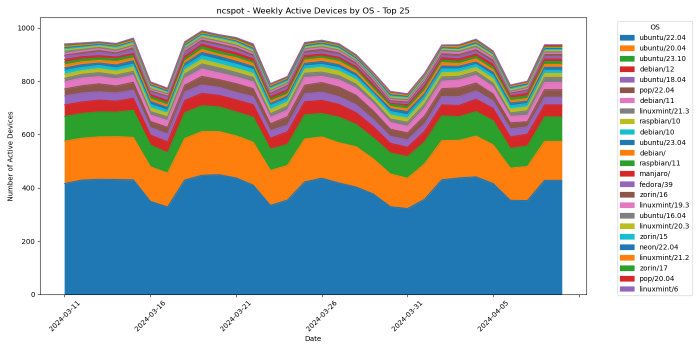 ncspot - Weekly Active Devices by OS - Top 25
Number of Active Devices
1000
800
600
400
200
0
2024-03-11
2024-03-16
2024-03-21
2024-03-26
2024-03-31
2024-04-05
Date
OS
ubuntu/22.04
ubuntu/20.04
ubuntu/23.10
debian/12
ubuntu/18.04
pop/22.04
debian/11
linuxmint/21.3
raspbian/10
debian/10
ubuntu/23.04
debian/
raspbian/11
manjaro/
fedora/39
zorin/16
linuxmint/19.3
ubuntu/16.04
linuxmint/20.3
zorin/15
neon/22.04
linuxmint/21.2
zorin/17
pop/20.04
linuxmint/6